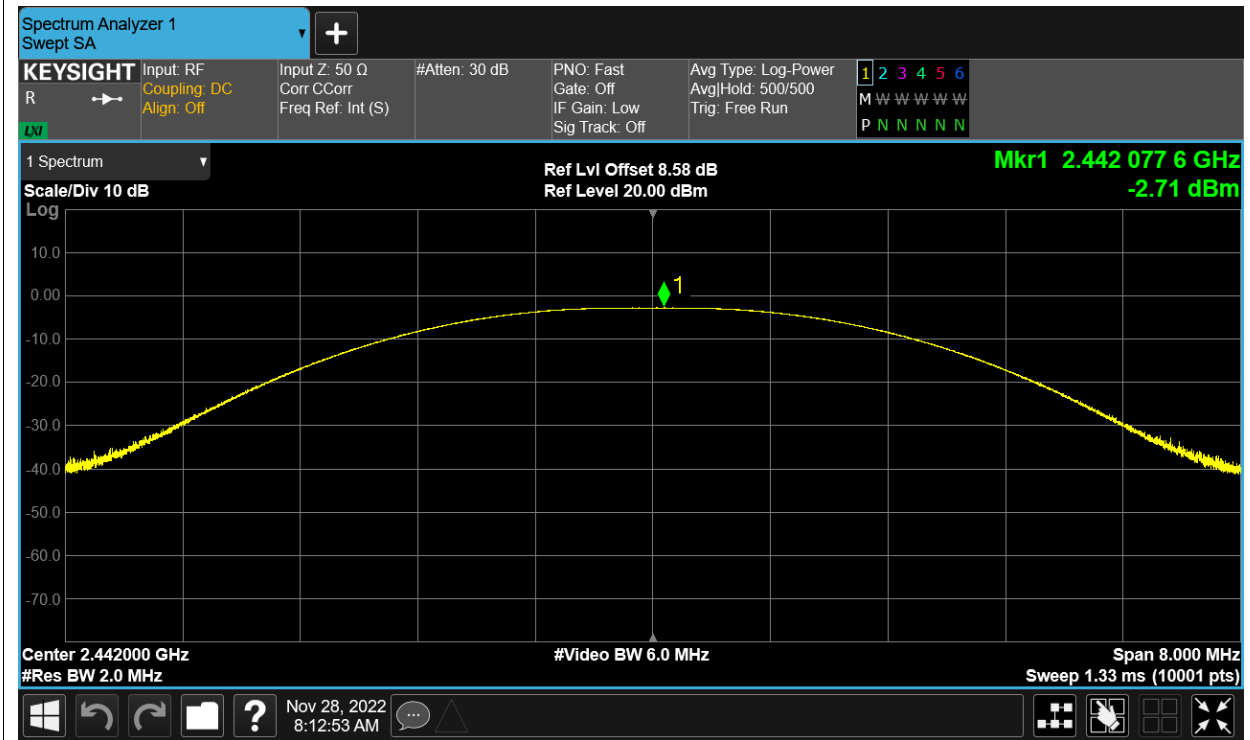 Spectrum Analyzer 1
Swept SA
KEYSIGHT
R
LXI
Input: RF
Coupling: DC
Align: Off
Input Z: 50 Ω
Corr CCorr
Freq Ref: Int (S)
#Atten: 30 dB
PNO: Fast
Gate: Off
IF Gain: Low
Sig Track: Off
Avg Type: Log-Power
Avg|Hold: 500/500
Trig: Free Run
1 2 3 4 5 6
M W W W W W
P N N N N N
1 Spectrum
Scale/Div 10 dB
Ref Lvl Offset 8.58 dB
Ref Level 20.00 dBm
Mkr1 2.442 077 6 GHz
-2.71 dBm
Log
10.0
0.00
-10.0
-20.0
-30.0
-40.0
-50.0
-60.0
-70.0
1
Center 2.442000 GHz
#Res BW 2.0 MHz
#Video BW 6.0 MHz
Span 8.000 MHz
Sweep 1.33 ms (10001 pts)
?
Nov 28, 2022
8:12:53 AM